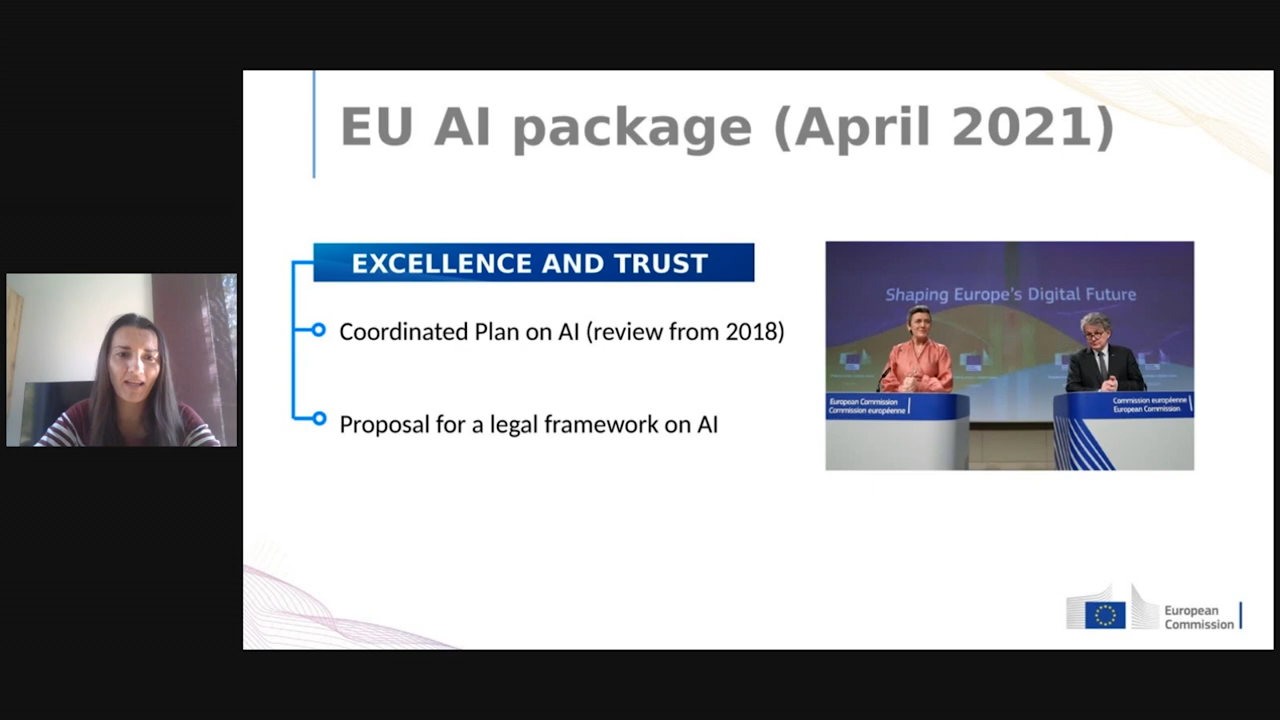 EU AI package (April 2021)
EXCELLENCE AND TRUST
Coordinated Plan on AI (review from 2018)
Proposal for a legal framework on AI
Shaping Europe's Digital Future
European Commission
Commission européenne
Commission européenne
European Commission
European
Commission